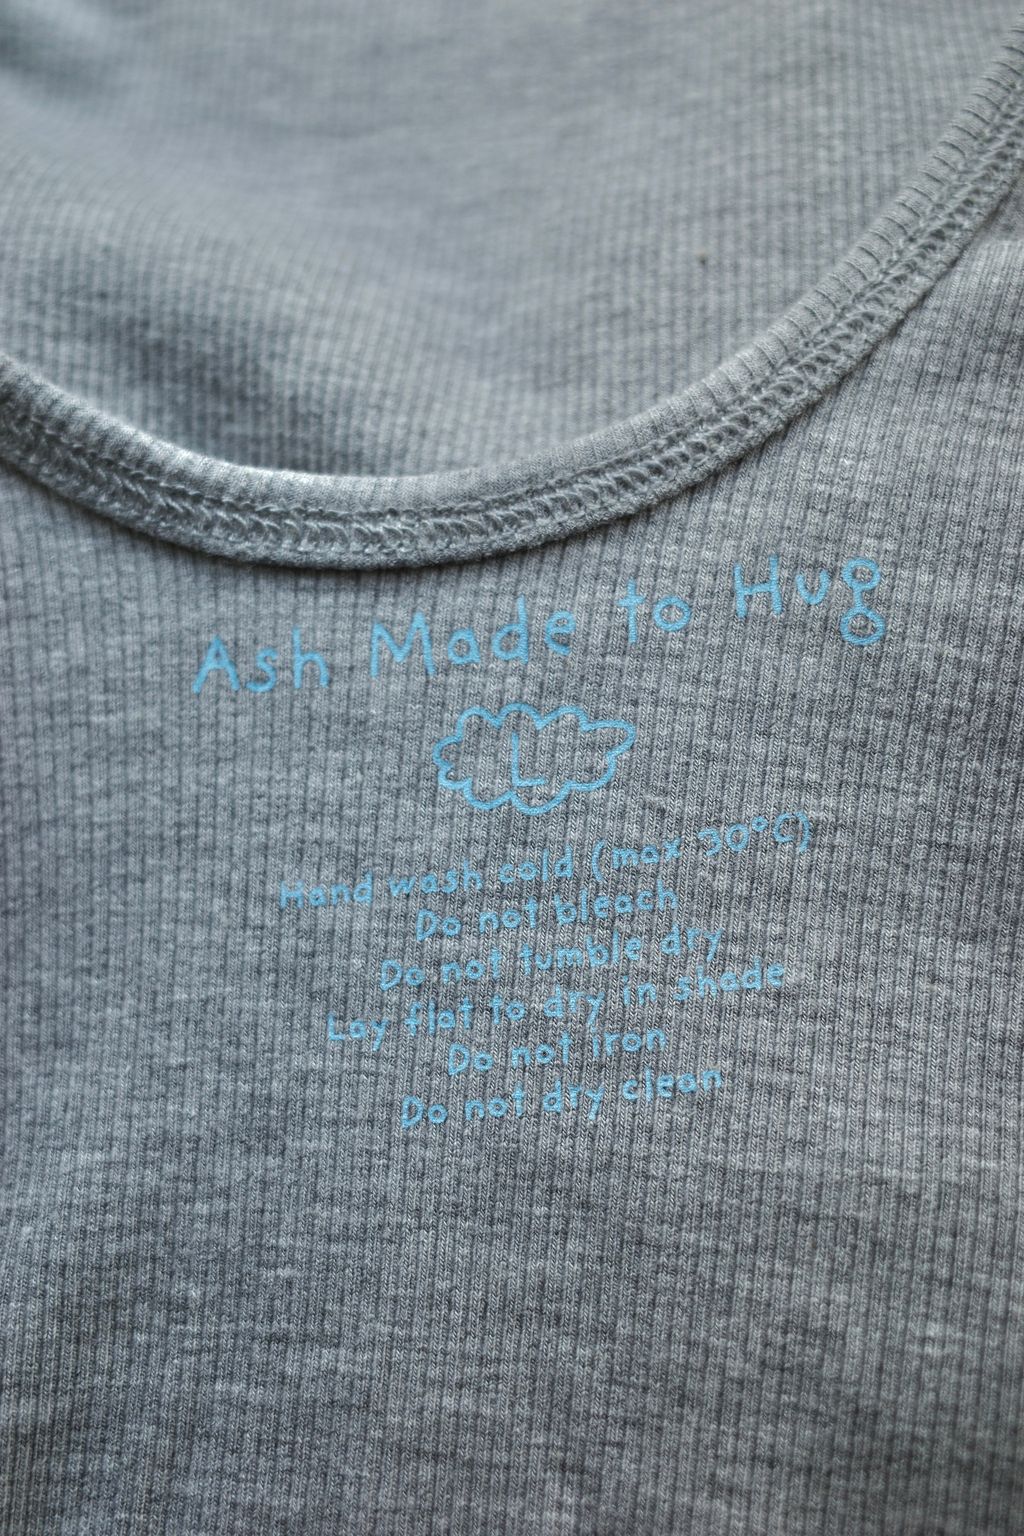 Ash Made to Hug
L
Hand wash cold (max 30°C)
Do not bleach
Do not tumble dry
Lay flat to dry in shade
Do not iron
Do not dry clean